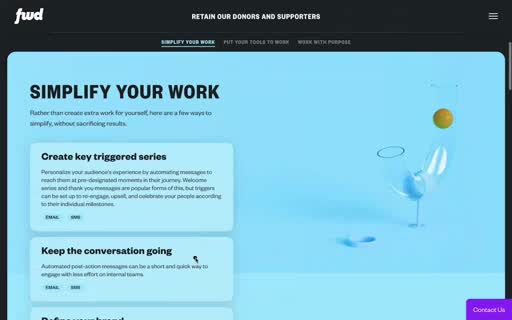 fwd
RETAIN OUR DONORS AND SUPPORTERS
SIMPLIFY YOUR WORK
PUT YOUR TOOLS TO WORK
WORK WITH PURPOSE
SIMPLIFY YOUR WORK
Rather than create extra work for yourself, here are a few ways to
simplify, without sacrificing results.
Create key triggered series
Personalize your audience's experience by automating messages to
reach them at pre-designated moments in their journey. Welcome
series and thank you messages are popular forms of this, but triggers
can be set up to re-engage, upsell, and celebrate your people according
to their individual milestones.
EMAIL SMS
Keep the conversation going
Automated post-action messages can be a short and quick way to
engage with less effort on internal teams.
EMAIL SMS
Refine your brand
Contact Us